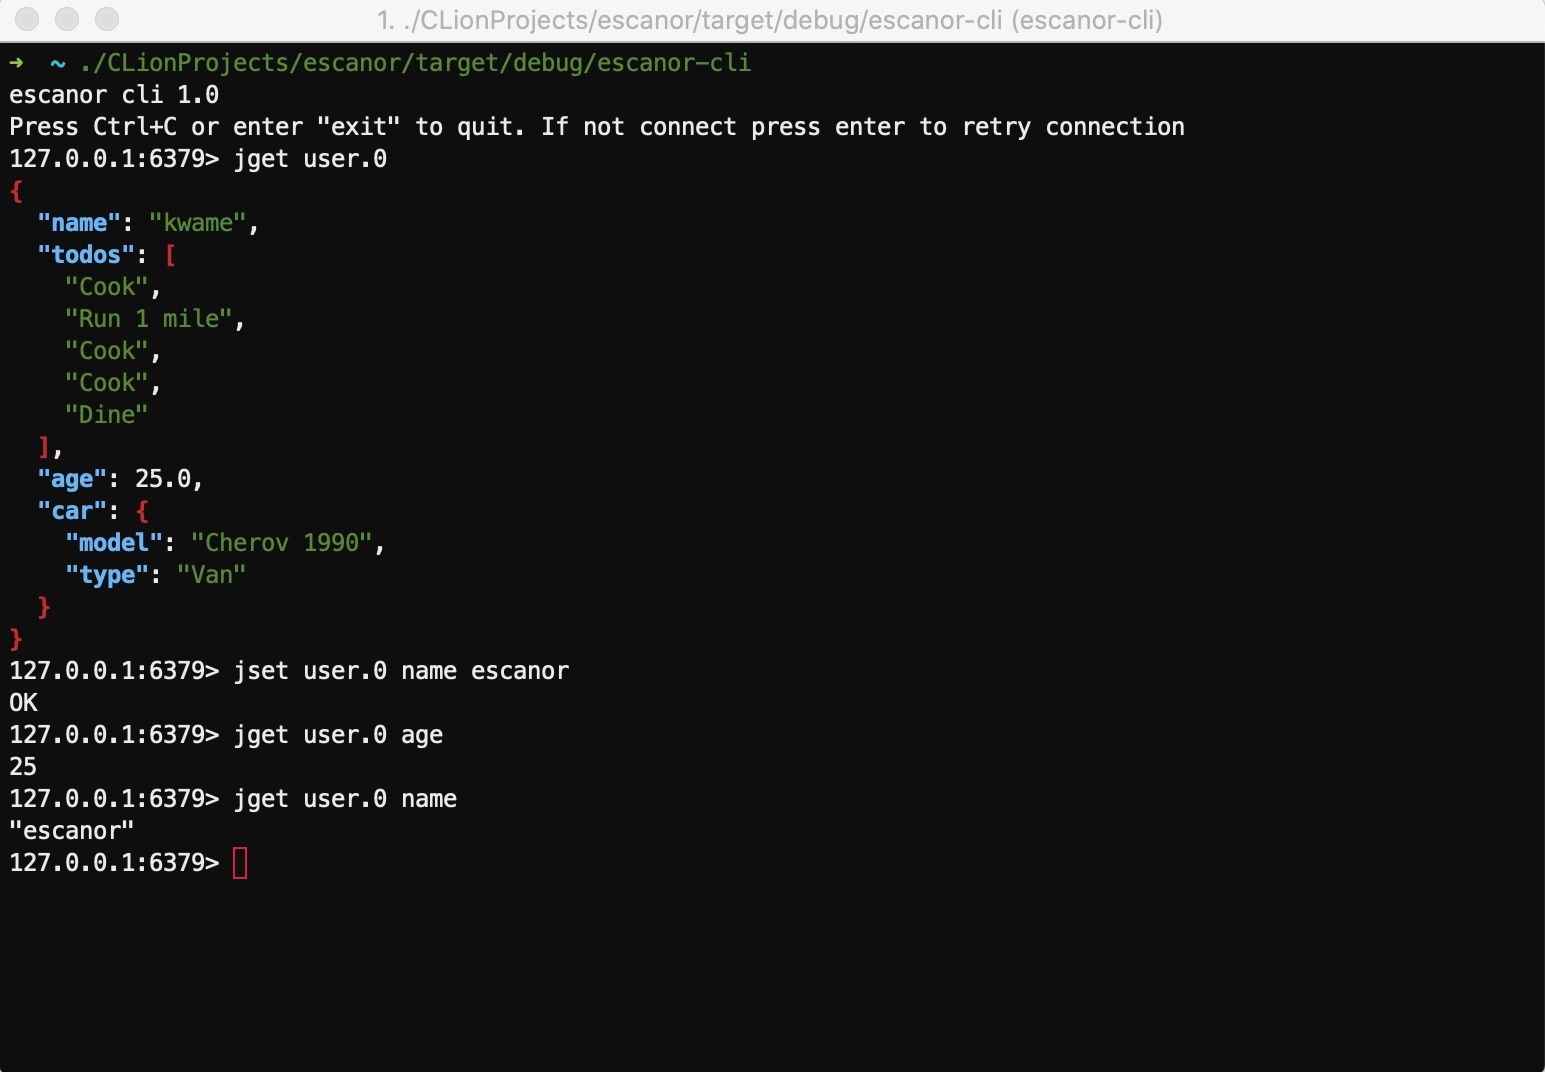 1. ./CLionProjects/escanor/target/debug/escanor-cli (escanor-cli)
➜  ~ ./CLionProjects/escanor/target/debug/escanor-cli
escanor cli 1.0
Press Ctrl+C or enter "exit" to quit. If not connect press enter to retry connection
127.0.0.1:6379> jget user.0
{
  "name": "kwame",
  "todos": [
    "Cook",
    "Run 1 mile",
    "Cook",
    "Cook",
    "Dine"
  ],
  "age": 25.0,
  "car": {
    "model": "Cherov 1990",
    "type": "Van"
  }
}
127.0.0.1:6379> jset user.0 name escanor
OK
127.0.0.1:6379> jget user.0 age
25
127.0.0.1:6379> jget user.0 name
"escanor"
127.0.0.1:6379>